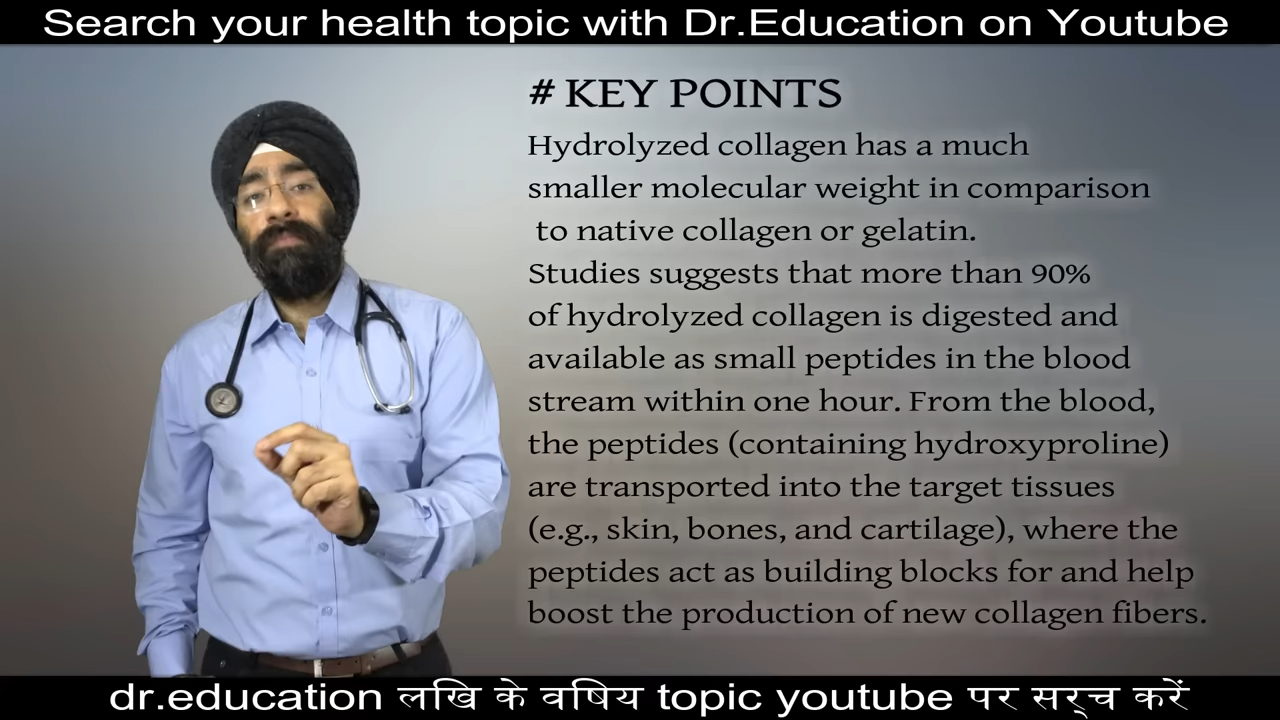 Search your health topic with Dr.Education on Youtube
# KEY POINTS
Hydrolyzed collagen has a much
smaller molecular weight in comparison
to native collagen or gelatin.
Studies suggests that more than 90%
of hydrolyzed collagen is digested and
available as small peptides in the blood
stream within one hour. From the blood,
the peptides (containing hydroxyproline)
are transported into the target tissues
(e.g., skin, bones, and cartilage), where the
peptides act as building blocks for and help
boost the production of new collagen fibers.
dr.education लखि के वषिय topic youtube पर सर्च करें